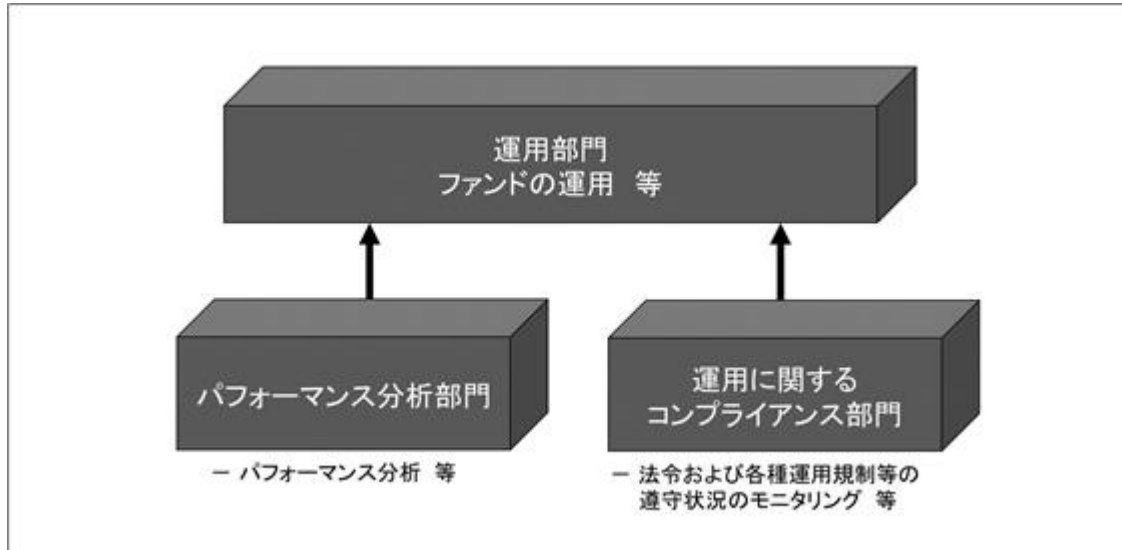 運用部門
ファンドの運用 等
パフォーマンス分析部門
- パフォーマンス分析 等
運用に関する
コンプライアンス部門
- 法令および各種運用規制等の
遵守状況のモニタリング 等